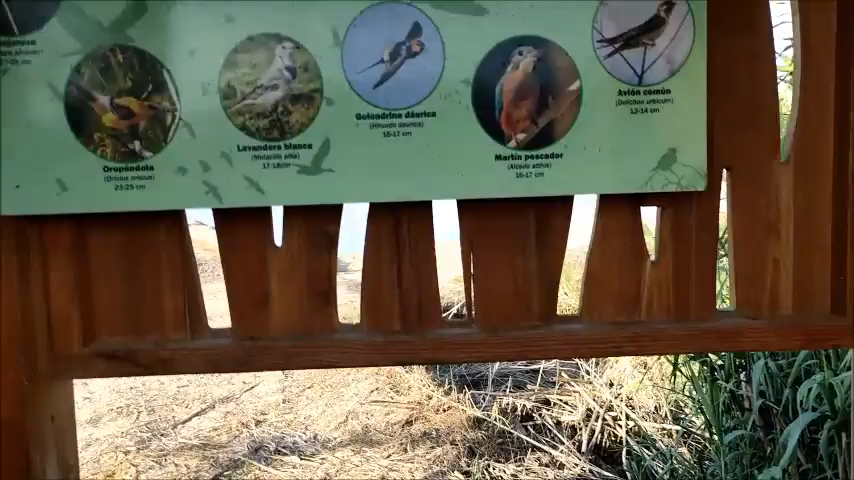 Oropéndola
(Oriolus oriolus)
23-25 cm
Lavandera blanca
(Motacilla alba)
17-18cm
Golondrina dáurica
(Hirundo daurica)
16-17 cm
Martín pescador
(Alcedo atthis)
16-17 cm
Avión común
(Delichon urbicum)
12-14 cm